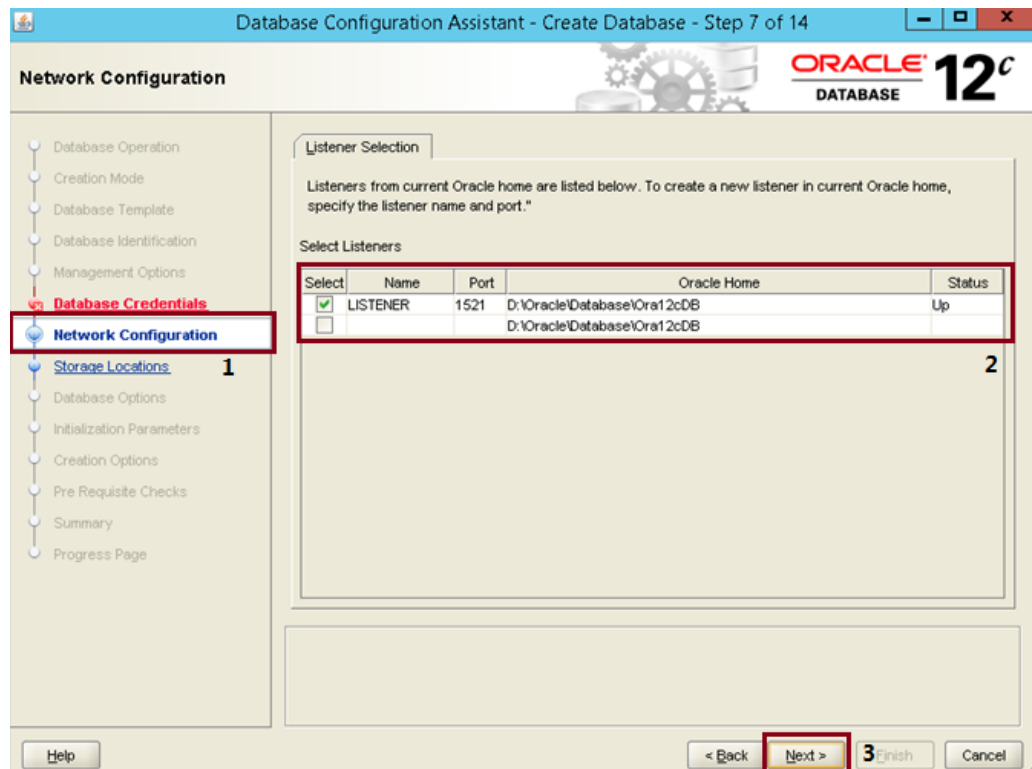 Database Configuration Assistant - Create Database - Step 7 of 14
Network Configuration
ORACLE
DATABASE
12c
Database Operation
Creation Mode
Database Template
Database Identification
Management Options
Database Credentials
Network Configuration
Storage Locations
1
Database Options
Initialization Parameters
Creation Options
Pre Requisite Checks
Summary
Progress Page
Listener Selection
Listeners from current Oracle home are listed below. To create a new listener in current Oracle home,
specify the listener name and port."
Select Listeners
Select Name Port Oracle Home Status
LISTENER 1521 D:\Oracle\Database\Ora12cDB Up
D:\Oracle\Database\Ora12cDB
2
Help
< Back
Next >
3
Finish
Cancel